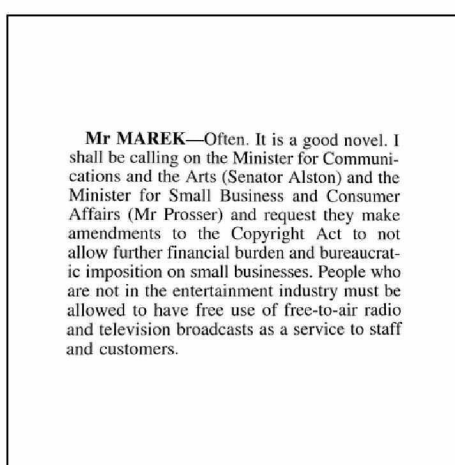 Mr MAREK—Often. It is a good novel. I
shall be calling on the Minister for Communi-
cations and the Arts (Senator Alston) and the
Minister for Small Business and Consumer
Affairs (Mr Prosser) and request they make
amendments to the Copyright Act to not
allow further financial burden and bureaucrat-
ic imposition on small businesses. People who
are not in the entertainment industry must be
allowed to have free use of free-to-air radio
and television broadcasts as a service to staff
and customers.